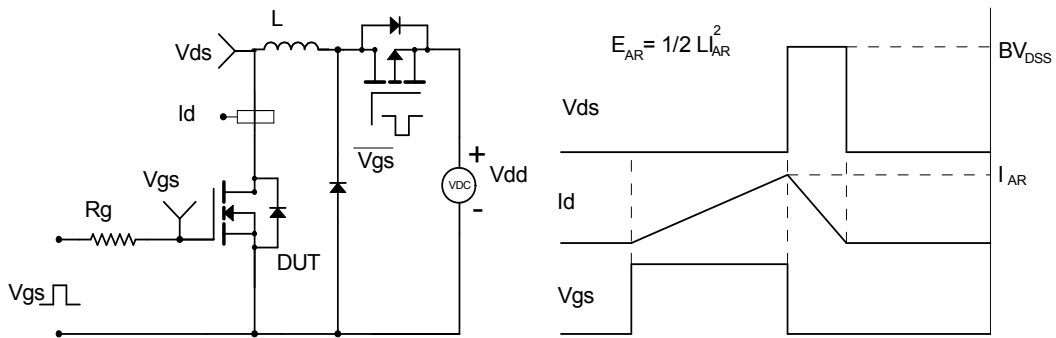 L
Vds
Id
Vgs
Vgs
+
VDC
-
Vdd
Rg
Vgs
DUT
E_AR = 1/2 LI²_AR
BV_DSS
Vds
I_AR
Id
Vgs